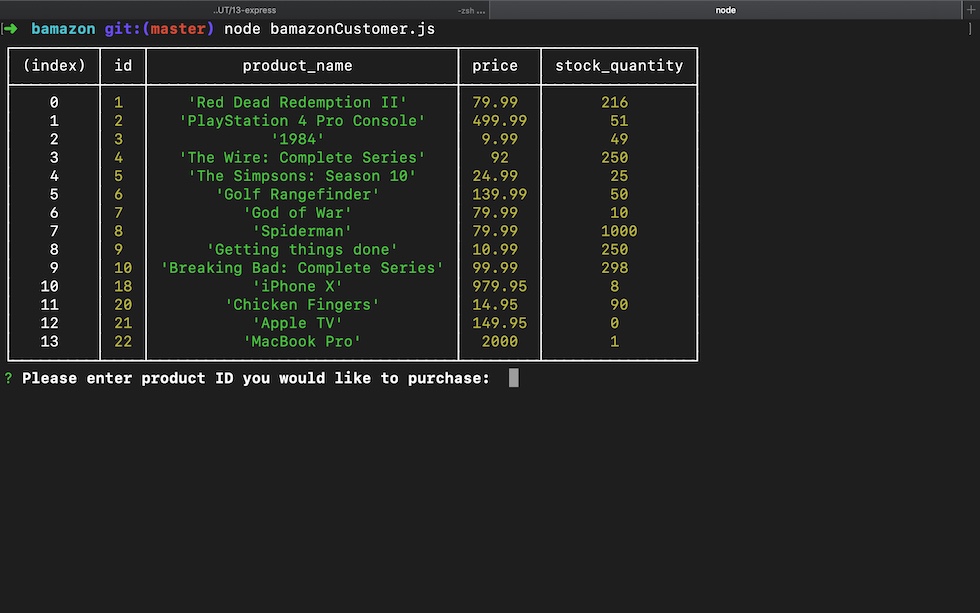 ..UT/13-express -zsh ... node +
[➜ bamazon git:(master) node bamazonCustomer.js ]
(index) id product_name price stock_quantity
0 1 'Red Dead Redemption II' 79.99 216
1 2 'PlayStation 4 Pro Console' 499.99 51
2 3 '1984' 9.99 49
3 4 'The Wire: Complete Series' 92 250
4 5 'The Simpsons: Season 10' 24.99 25
5 6 'Golf Rangefinder' 139.99 50
6 7 'God of War' 79.99 10
7 8 'Spiderman' 79.99 1000
8 9 'Getting things done' 10.99 250
9 10 'Breaking Bad: Complete Series' 99.99 298
10 18 'iPhone X' 979.95 8
11 20 'Chicken Fingers' 14.95 90
12 21 'Apple TV' 149.95 0
13 22 'MacBook Pro' 2000 1
? Please enter product ID you would like to purchase: